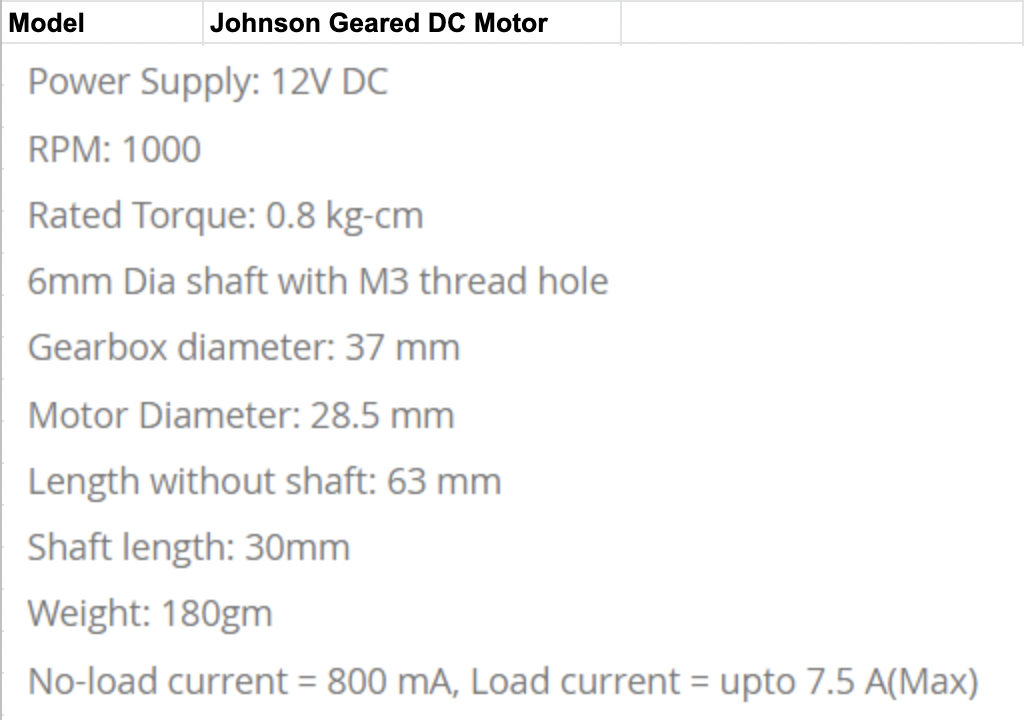 Model Johnson Geared DC Motor
Power Supply: 12V DC
RPM: 1000
Rated Torque: 0.8 kg-cm
6mm Dia shaft with M3 thread hole
Gearbox diameter: 37 mm
Motor Diameter: 28.5 mm
Length without shaft: 63 mm
Shaft length: 30mm
Weight: 180gm
No-load current = 800 mA, Load current = upto 7.5 A(Max)